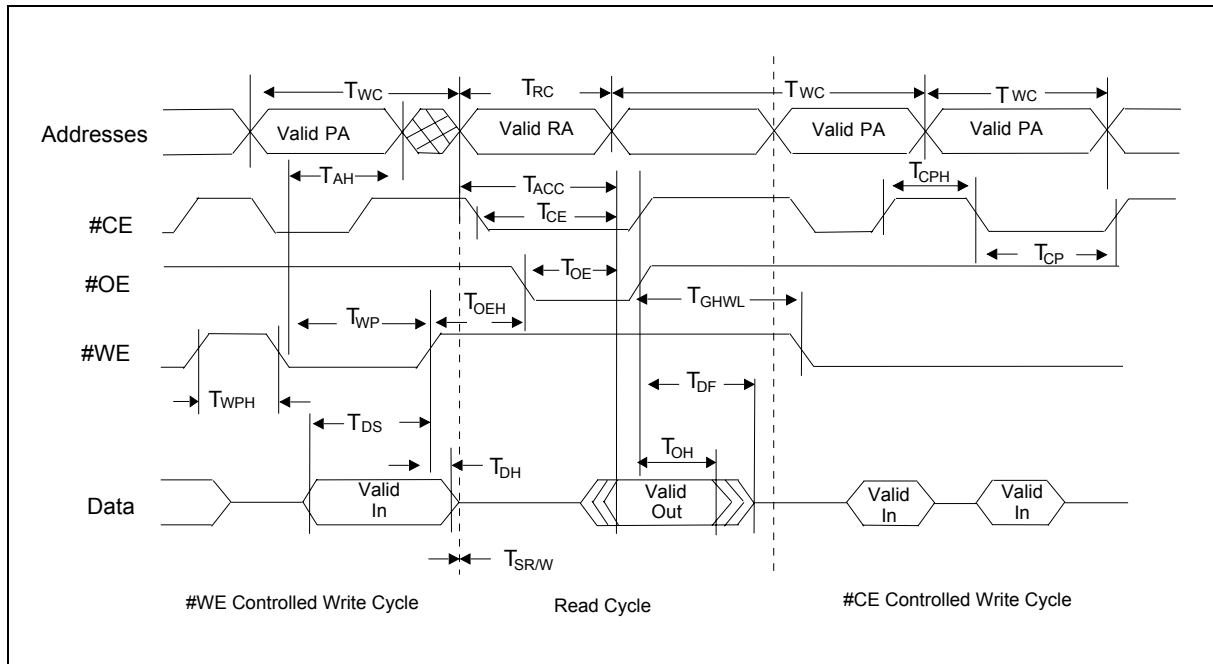 TWC TRC TWC TWC
Addresses Valid PA Valid RA Valid PA Valid PA
TAH TACC TCPH
#CE TCE
TCP
#OE TOE
TWP TOEH TGHWL
#WE
TWPH TDS TDF
TDH TOH
Data Valid In Valid Out Valid In Valid In
TSR/W
#WE Controlled Write Cycle Read Cycle #CE Controlled Write Cycle